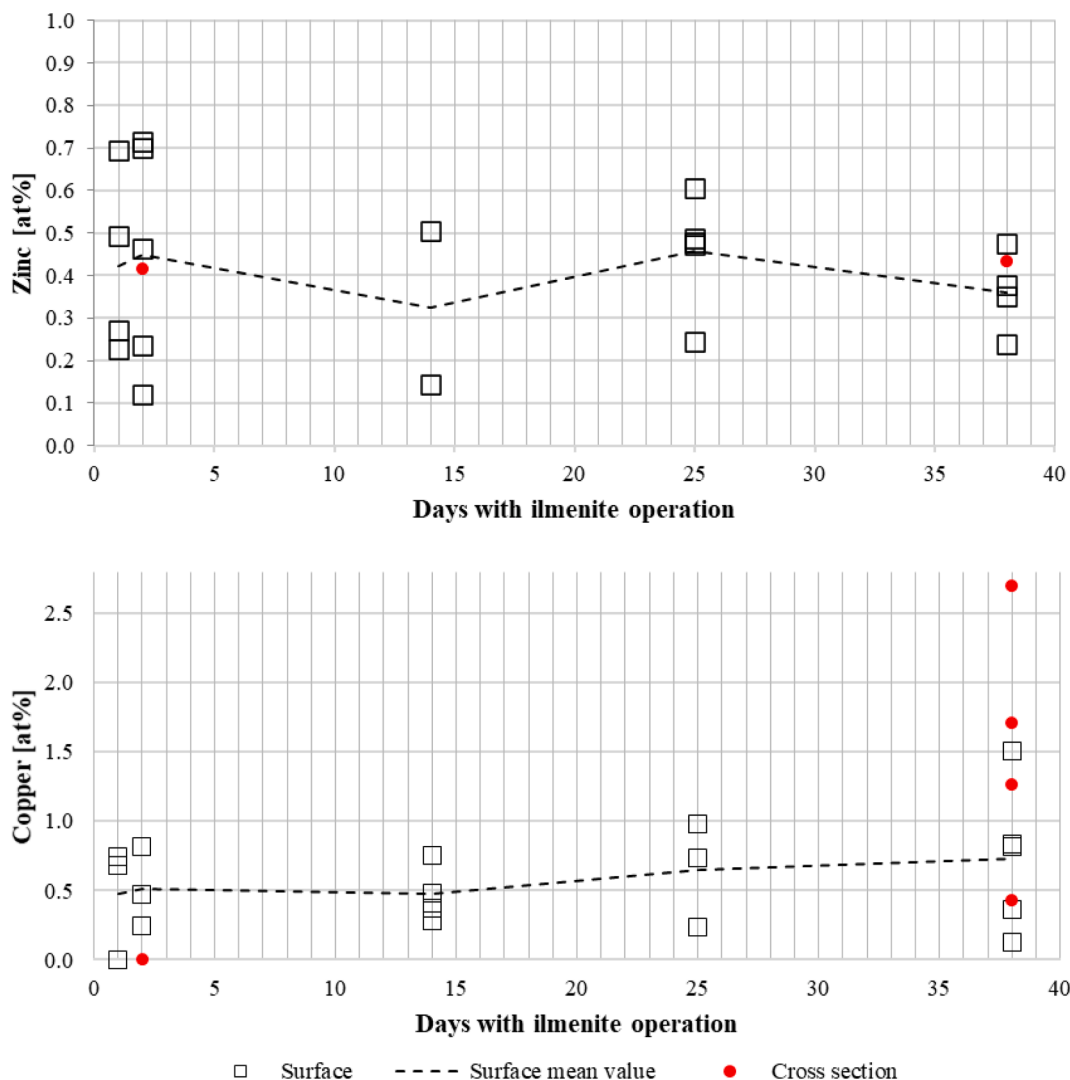 1.0
0.9
0.8
0.7
0.6
0.5
0.4
0.3
0.2
0.1
0.0
Zinc [at%]
0 5 10 15 20 25 30 35 40
Days with ilmenite operation
2.5
2.0
1.5
1.0
0.5
0.0
Copper [at%]
0 5 10 15 20 25 30 35 40
Days with ilmenite operation
Surface Surface mean value Cross section